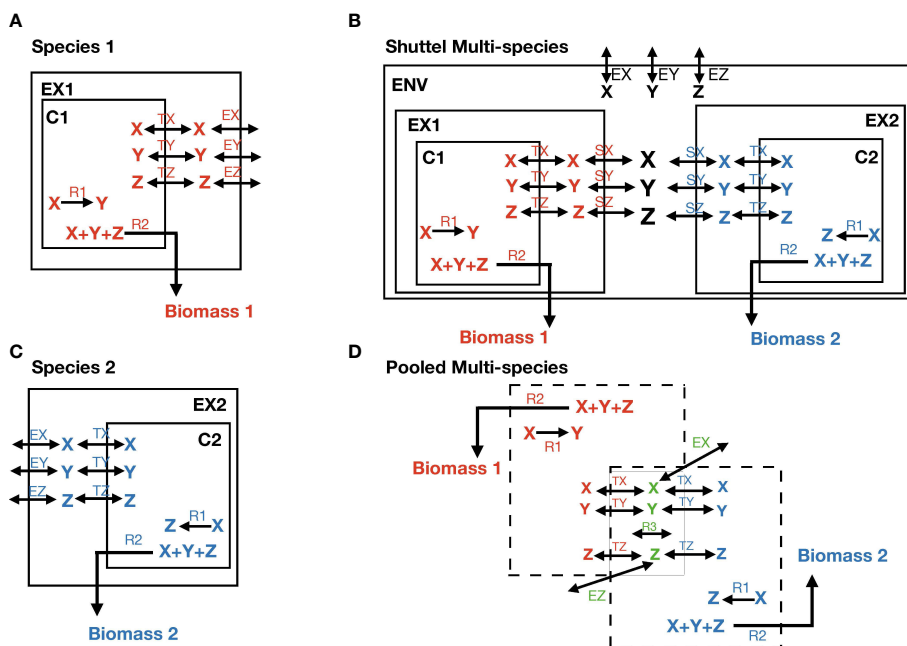 A
Species 1
EX1
C1
X TX X EX
Y TY Y EY
Z TZ Z EZ
X R1 Y
X+Y+Z R2
Biomass 1
B
Shuttel Multi-species
ENV
EX EY EZ
X Y Z
EX1
C1
EX2
C2
X TX X SX X SX X TX X
Y TY Y SY Y SY Y TY Y
Z TZ Z SZ Z SZ Z TZ Z
X R1 Y
X+Y+Z R2
Z R1 X
R2 X+Y+Z
Biomass 1
Biomass 2
C
Species 2
EX2
C2
EX X TX X
EY Y TY Y
EZ Z TZ Z
Z R1 X
R2 X+Y+Z
Biomass 2
D
Pooled Multi-species
R2 X+Y+Z
X R1 Y
Biomass 1
EX
X TX X TX X
Y TY Y TY Y
R3
Z TZ Z TZ Z
EZ
Biomass 2
Z R1 X
X+Y+Z R2